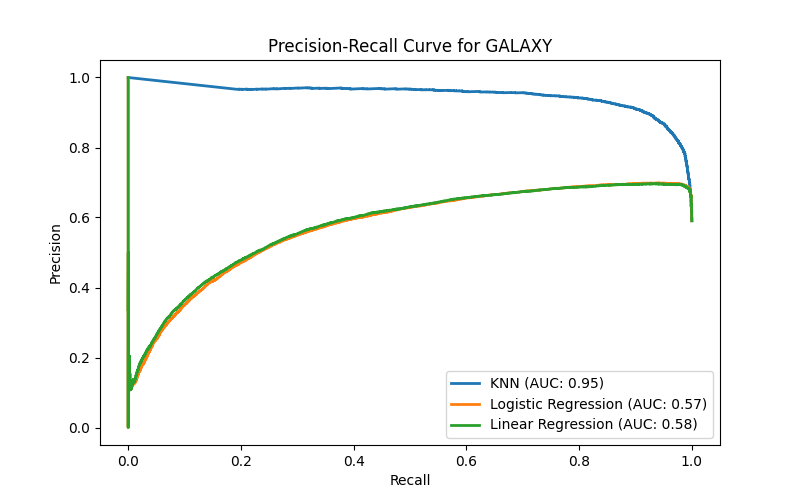 Precision-Recall Curve for GALAXY
Precision
1.0
0.8
0.6
0.4
0.2
0.0
KNN (AUC: 0.95)
Logistic Regression (AUC: 0.57)
Linear Regression (AUC: 0.58)
0.0 0.2 0.4 0.6 0.8 1.0
Recall